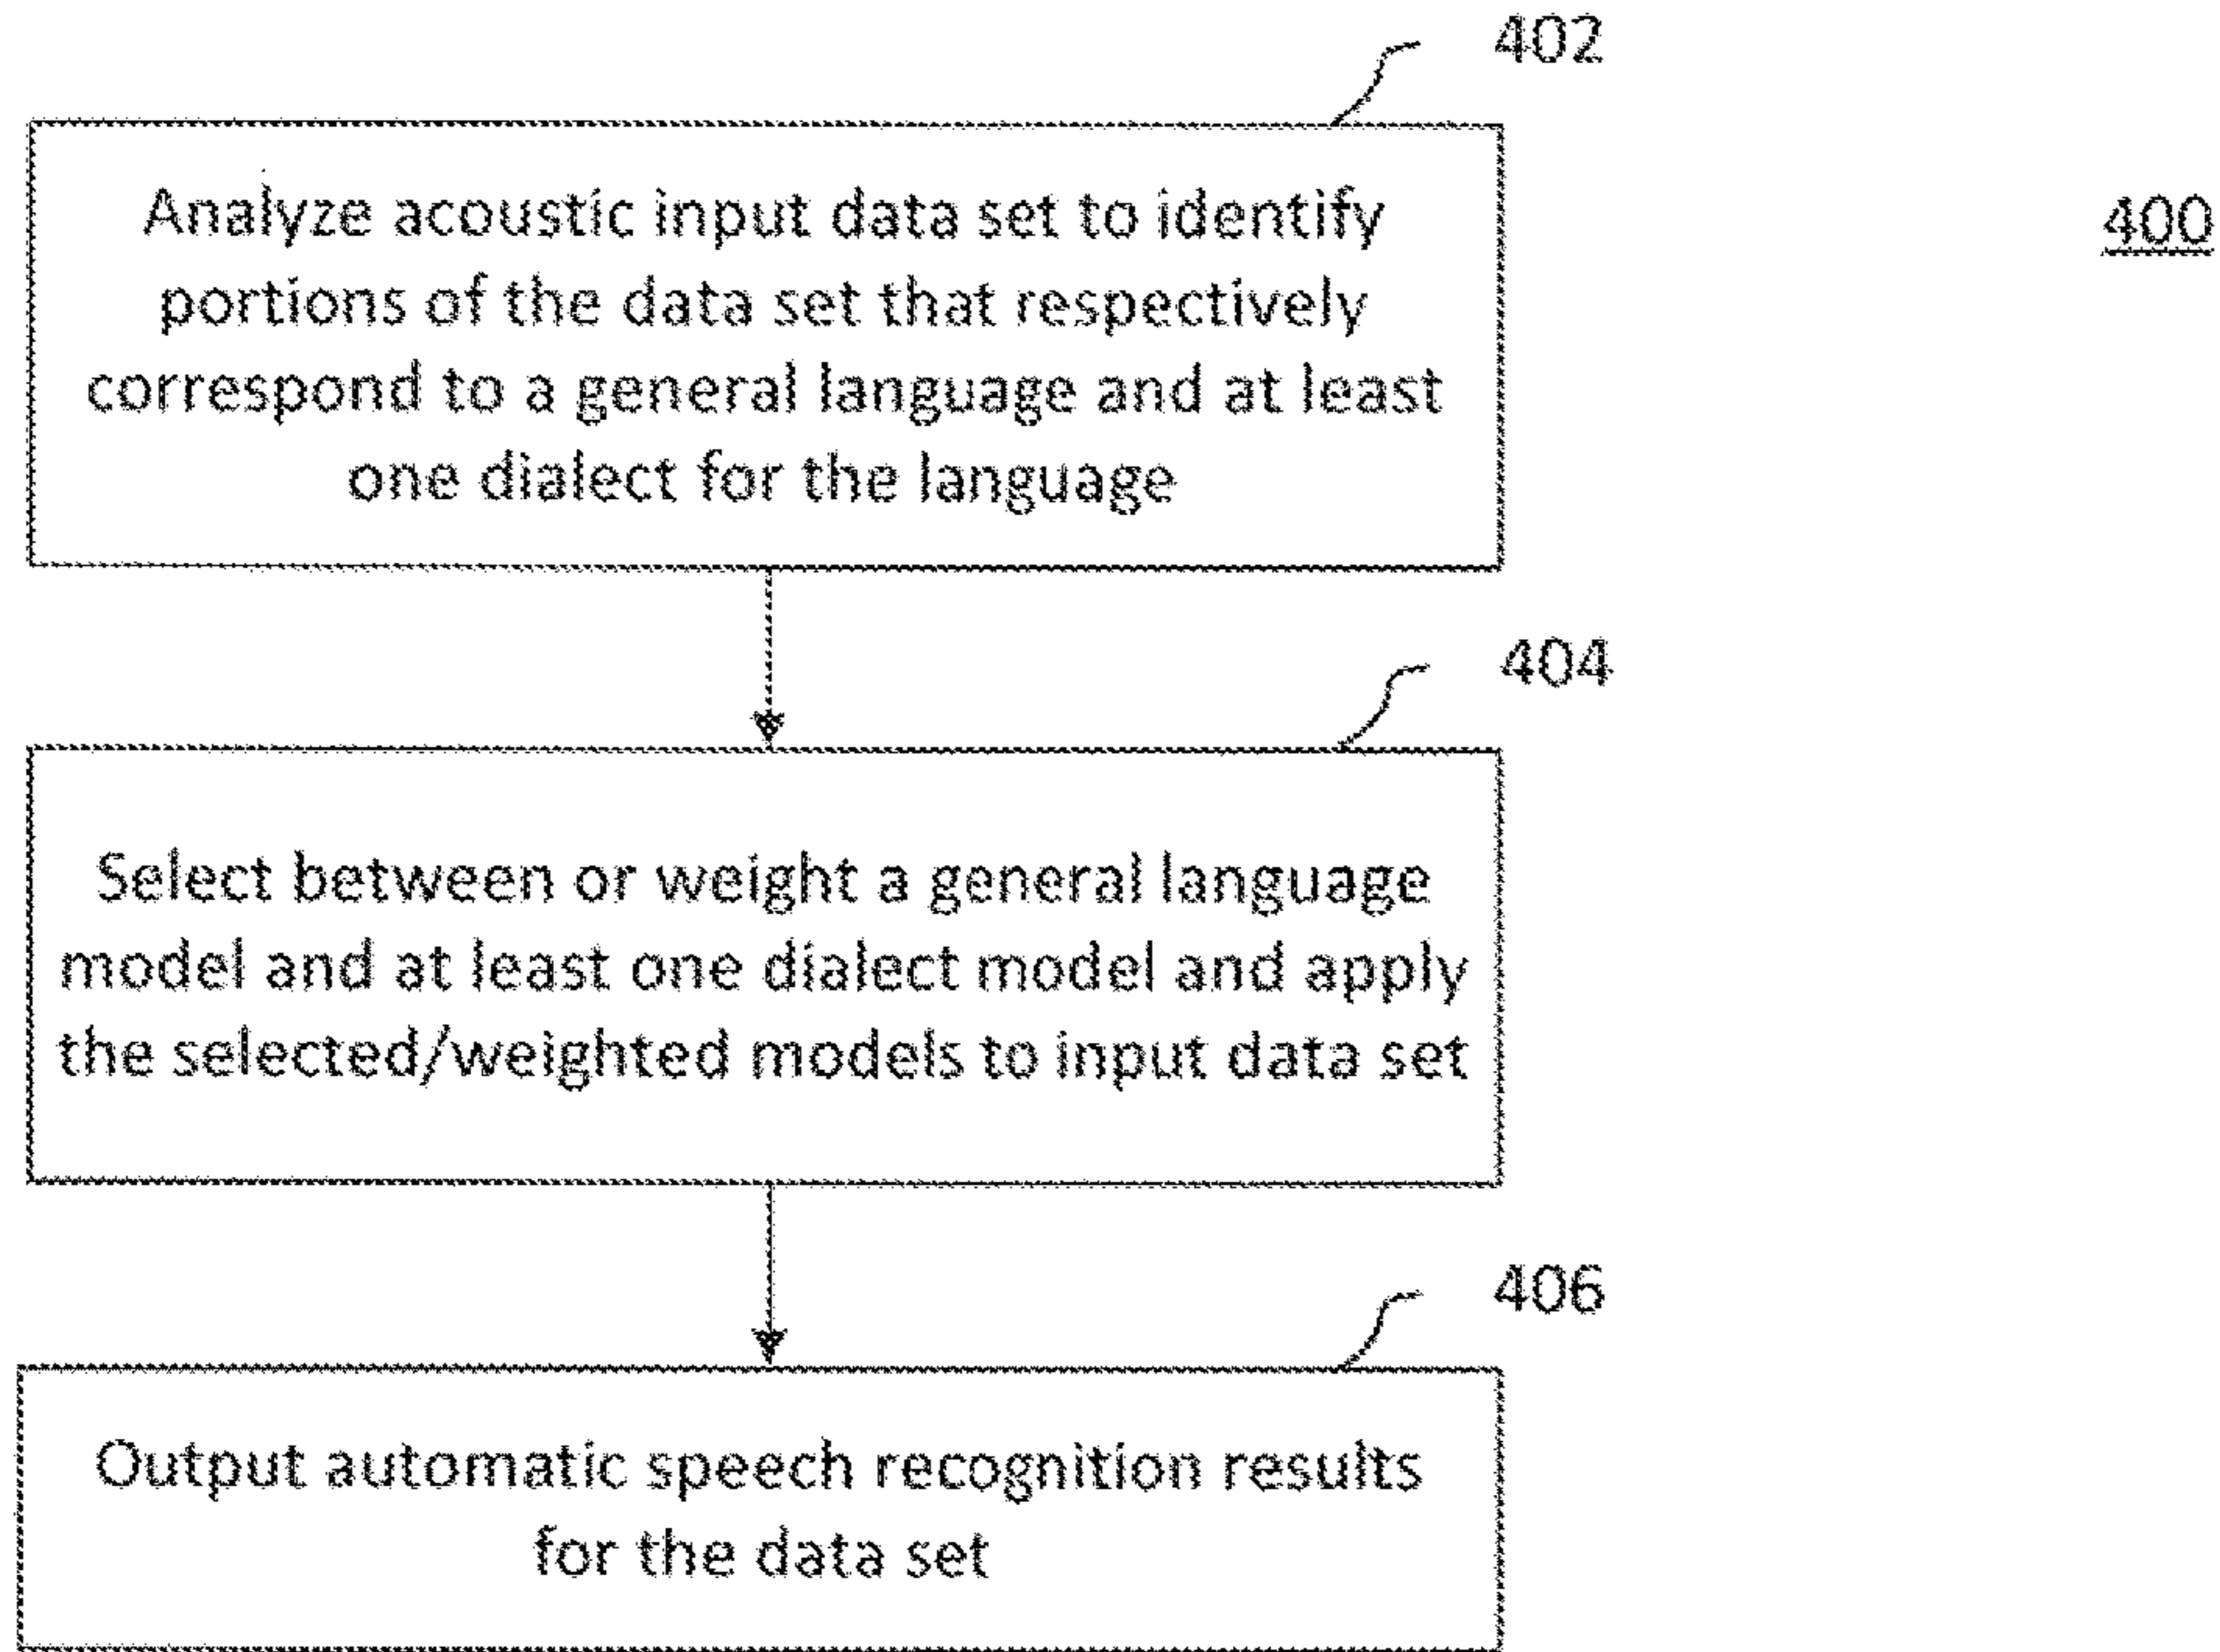 402
400
Analyze acoustic input data set to identify
portions of the data set that respectively
correspond to a general language and at least
one dialect for the language
404
Select between or weight a general language
model and at least one dialect model and apply
the selected/weighted models to input data set
406
Output automatic speech recognition results
for the data set